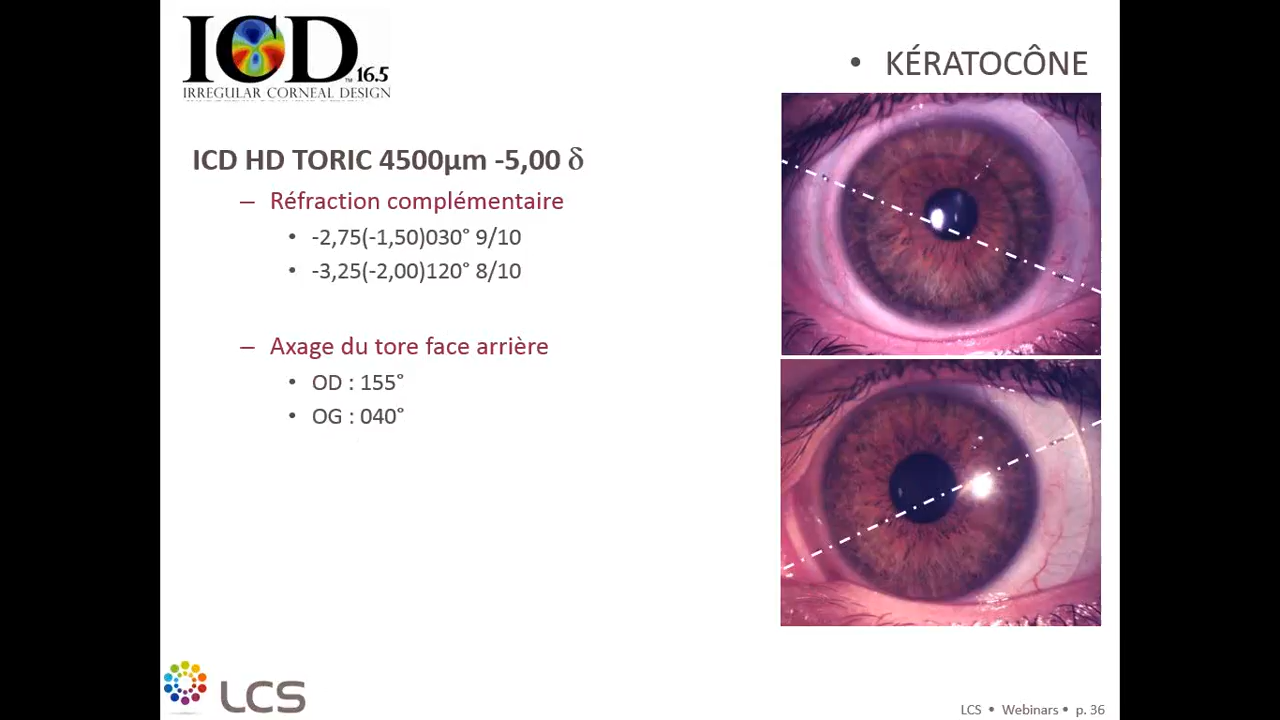 ICD™ 16.5
IRREGULAR CORNEAL DESIGN
• KÉRATOCÔNE
ICD HD TORIC 4500µm -5,00 δ
– Réfraction complémentaire
• -2,75(-1,50)030° 9/10
• -3,25(-2,00)120° 8/10
– Axage du tore face arrière
• OD : 155°
• OG : 040°
LCS
LCS • Webinars • p. 36